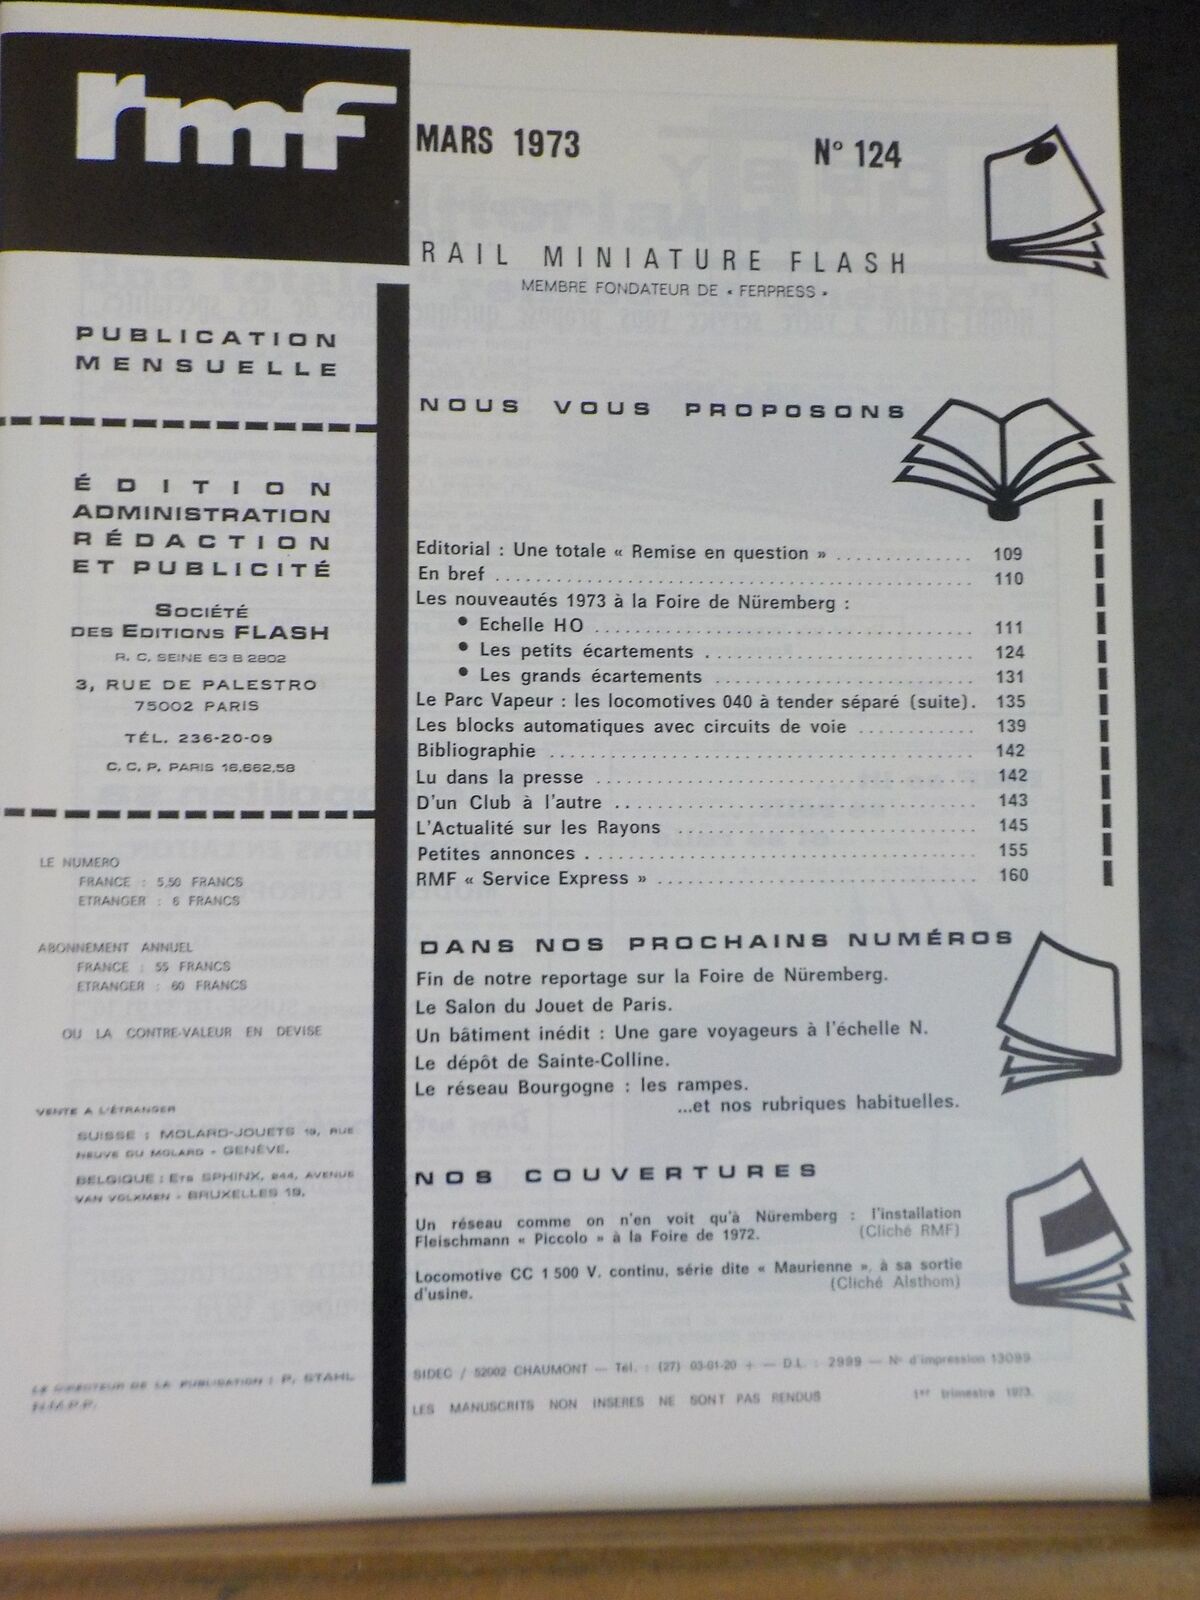 rmf
MARS 1973
N° 124
RAIL MINIATURE FLASH
MEMBRE FONDATEUR DE « FERPRESS »
PUBLICATION
MENSUELLE
ÉDITION
ADMINISTRATION
RÉDACTION
ET PUBLICITÉ
SOCIÉTÉ
DES EDITIONS FLASH
R. C. SEINE 63 B 2802
3, RUE DE PALESTRO
75002 PARIS
TÉL. 236-20-09
C. C. P. PARIS 16.662.58
LE NUMERO
FRANCE : 5,50 FRANCS
ETRANGER : 6 FRANCS
ABONNEMENT ANNUEL
FRANCE : 55 FRANCS
ETRANGER : 60 FRANCS
OU LA CONTRE-VALEUR EN DEVISE
VENTE A L'ÉTRANGER
SUISSE : MOLARD-JOUETS 19, RUE
NEUVE DU MOLARD - GENÈVE.
BELGIQUE : Ets SPHINX, 244, AVENUE
VAN VOLXMEN - BRUXELLES 19.
LE DIRECTEUR DE LA PUBLICATION : P. STAHL
N.M.P.P.
NOUS VOUS PROPOSONS
Editorial : Une totale « Remise en question » ............ 109
En bref ............ 110
Les nouveautés 1973 à la Foire de Nüremberg :
• Echelle HO ............ 111
• Les petits écartements ............ 124
• Les grands écartements ............ 131
Le Parc Vapeur : les locomotives 040 à tender séparé (suite). 135
Les blocks automatiques avec circuits de voie ............ 139
Bibliographie ............ 142
Lu dans la presse ............ 142
D'un Club à l'autre ............ 143
L'Actualité sur les Rayons ............ 145
Petites annonces ............ 155
RMF « Service Express » ............ 160
DANS NOS PROCHAINS NUMÉROS
Fin de notre reportage sur la Foire de Nüremberg.
Le Salon du Jouet de Paris.
Un bâtiment inédit : Une gare voyageurs à l'échelle N.
Le dépôt de Sainte-Colline.
Le réseau Bourgogne : les rampes.
...et nos rubriques habituelles.
NOS COUVERTURES
Un réseau comme on n'en voit qu'à Nüremberg : l'installation
Fleischmann « Piccolo » à la Foire de 1972. (Cliché RMF)
Locomotive CC 1 500 V. continu, série dite « Maurienne », à sa sortie
d'usine. (Cliché Alsthom)
SIDEC / 52002 CHAUMONT — Tél. : (27) 03-01-20 + — D.L. : 2999 — N° d'impression 13099
LES MANUSCRITS NON INSERES NE SONT PAS RENDUS 1er trimestre 1973.